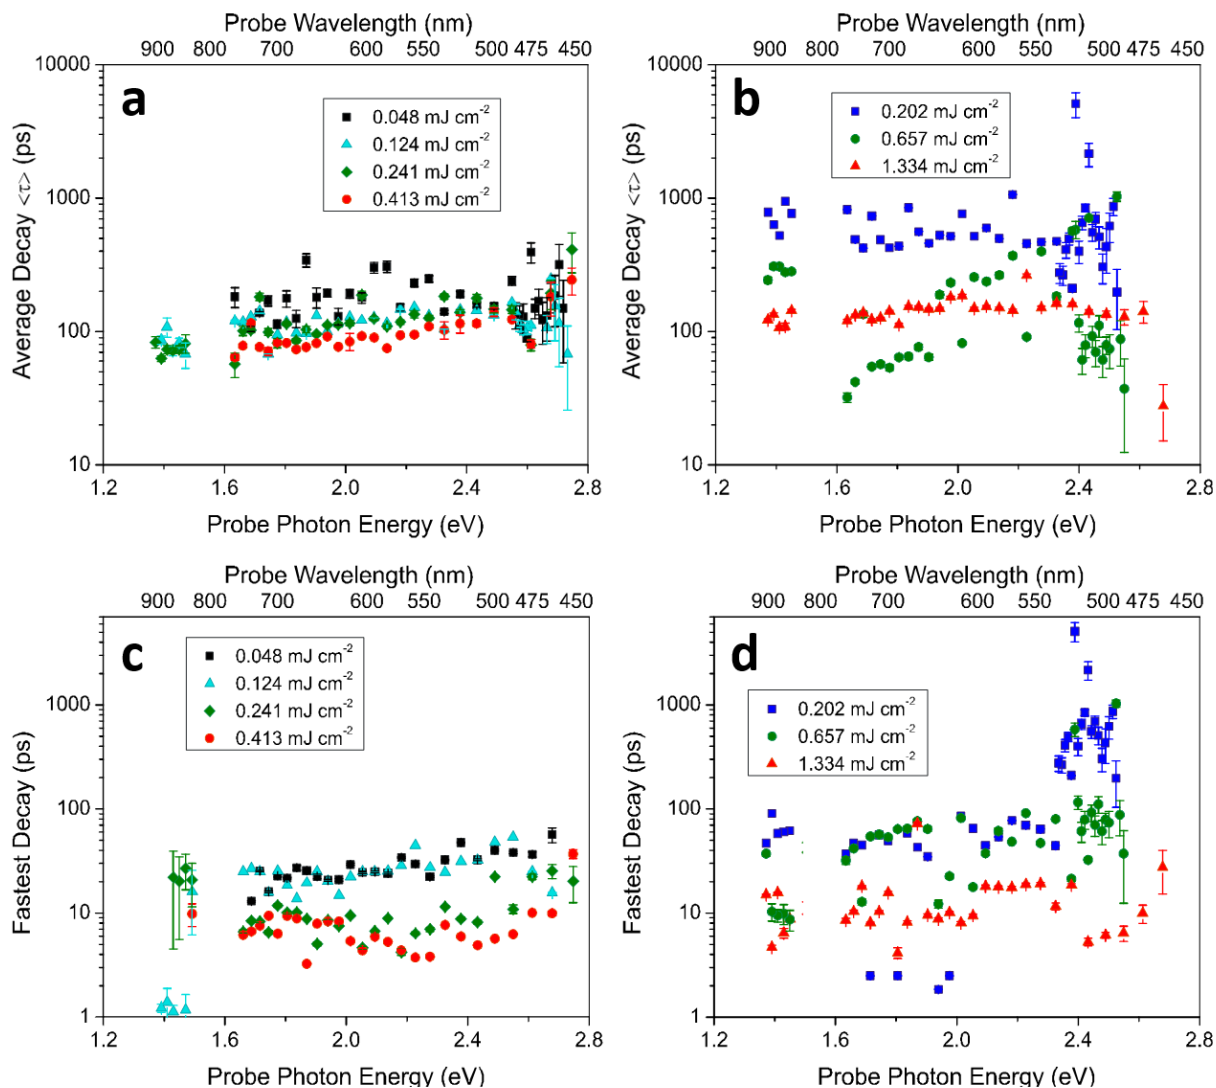 Probe Wavelength (nm)
900 800 700 600 550 500 475 450
10000
1000
100
10
Average Decay <τ> (ps)
a
0.048 mJ cm⁻²
0.124 mJ cm⁻²
0.241 mJ cm⁻²
0.413 mJ cm⁻²
1.2 1.6 2.0 2.4 2.8
Probe Photon Energy (eV)
Probe Wavelength (nm)
900 800 700 600 550 500 475 450
10000
1000
100
10
Average Decay <τ> (ps)
b
0.202 mJ cm⁻²
0.657 mJ cm⁻²
1.334 mJ cm⁻²
1.2 1.6 2.0 2.4 2.8
Probe Photon Energy (eV)
Probe Wavelength (nm)
900 800 700 600 550 500 475 450
1000
100
10
1
Fastest Decay (ps)
c
0.048 mJ cm⁻²
0.124 mJ cm⁻²
0.241 mJ cm⁻²
0.413 mJ cm⁻²
1.2 1.6 2.0 2.4 2.8
Probe Photon Energy (eV)
Probe Wavelength (nm)
900 800 700 600 550 500 475 450
1000
100
10
1
Fastest Decay (ps)
d
0.202 mJ cm⁻²
0.657 mJ cm⁻²
1.334 mJ cm⁻²
1.2 1.6 2.0 2.4 2.8
Probe Photon Energy (eV)